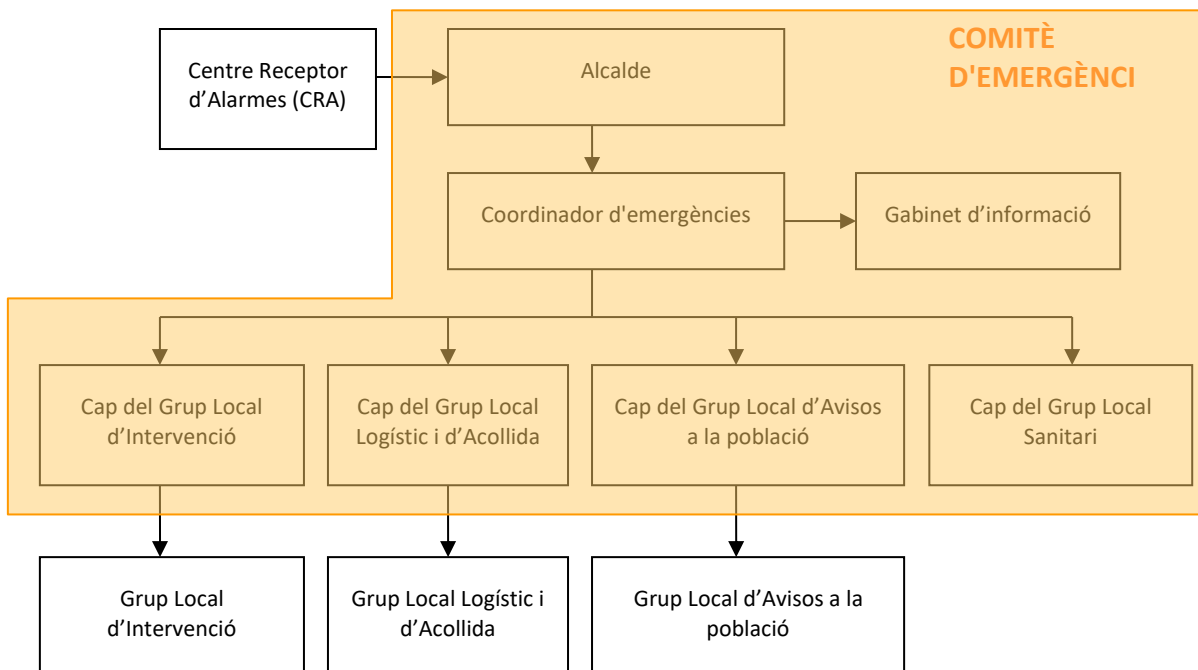 COMITÈ
D'EMERGÈNCI
Centre Receptor
d’Alarmes (CRA)
Alcalde
Coordinador d'emergències
Gabinet d’informació
Cap del Grup Local
d’Intervenció
Cap del Grup Local
Logístic i d’Acollida
Cap del Grup Local d’Avisos
a la població
Cap del Grup Local
Sanitari
Grup Local
d’Intervenció
Grup Local Logístic i
d’Acollida
Grup Local d’Avisos a la
població